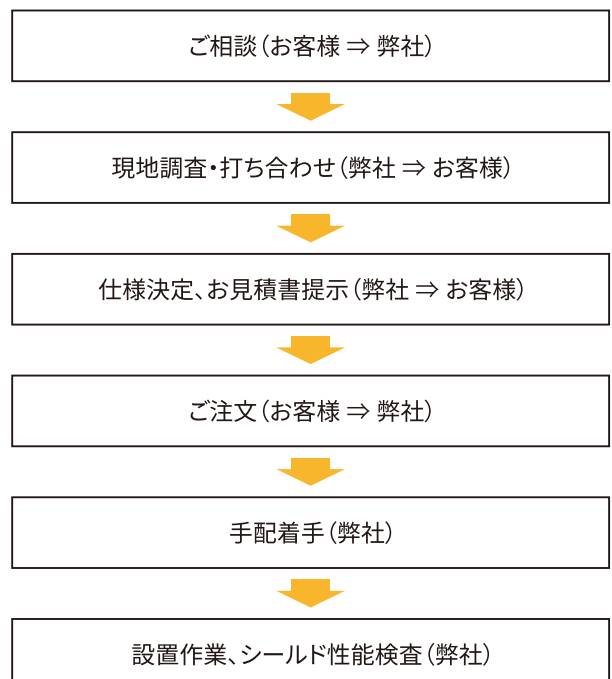 ご相談（お客様 ⇒ 弊社）
現地調査・打ち合わせ（弊社 ⇒ お客様）
仕様決定、お見積書提示（弊社 ⇒ お客様）
ご注文（お客様 ⇒ 弊社）
手配着手（弊社）
設置作業、シールド性能検査（弊社）